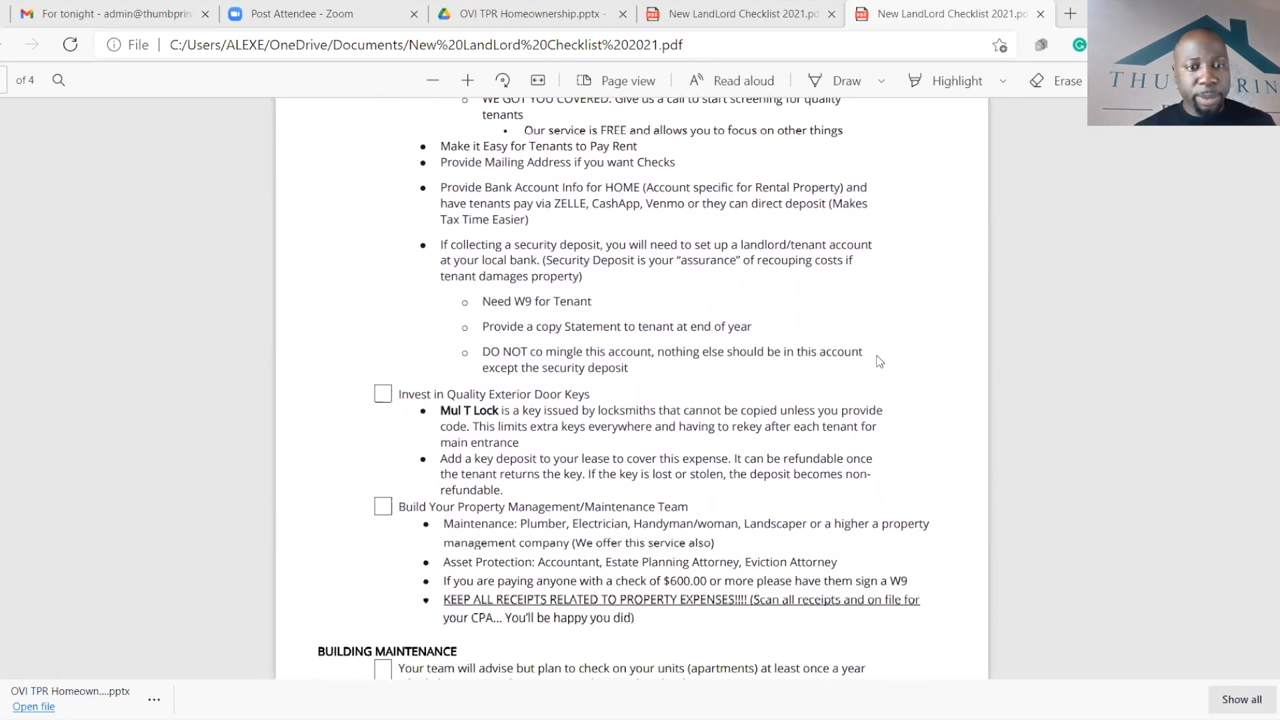 For tonight - admin@thumbprin
Post Attendee - Zoom
OVI TPR Homeownership.pptx -
New LandLord Checklist 2021.pd
New LandLord Checklist 2021.pd
File
C:/Users/ALEXE/OneDrive/Documents/New%20LandLord%20Checklist%202021.pdf
of 4
Page view
Read aloud
Draw
Highlight
Erase
WE GOT YOU COVERED. Give us a call to start screening for quality
tenants
Our service is FREE and allows you to focus on other things
Make it Easy for Tenants to Pay Rent
Provide Mailing Address if you want Checks
Provide Bank Account Info for HOME (Account specific for Rental Property) and
have tenants pay via ZELLE, CashApp, Venmo or they can direct deposit (Makes
Tax Time Easier)
If collecting a security deposit, you will need to set up a landlord/tenant account
at your local bank. (Security Deposit is your “assurance” of recouping costs if
tenant damages property)
Need W9 for Tenant
Provide a copy Statement to tenant at end of year
DO NOT co mingle this account, nothing else should be in this account
except the security deposit
Invest in Quality Exterior Door Keys
Mul T Lock is a key issued by locksmiths that cannot be copied unless you provide
code. This limits extra keys everywhere and having to rekey after each tenant for
main entrance
Add a key deposit to your lease to cover this expense. It can be refundable once
the tenant returns the key. If the key is lost or stolen, the deposit becomes non-
refundable.
Build Your Property Management/Maintenance Team
Maintenance: Plumber, Electrician, Handyman/woman, Landscaper or a higher a property
management company (We offer this service also)
Asset Protection: Accountant, Estate Planning Attorney, Eviction Attorney
If you are paying anyone with a check of $600.00 or more please have them sign a W9
KEEP ALL RECEIPTS RELATED TO PROPERTY EXPENSES!!!! (Scan all receipts and on file for
your CPA... You’ll be happy you did)
BUILDING MAINTENANCE
Your team will advise but plan to check on your units (apartments) at least once a year
OVI TPR Homeown....pptx
Open file
Show all